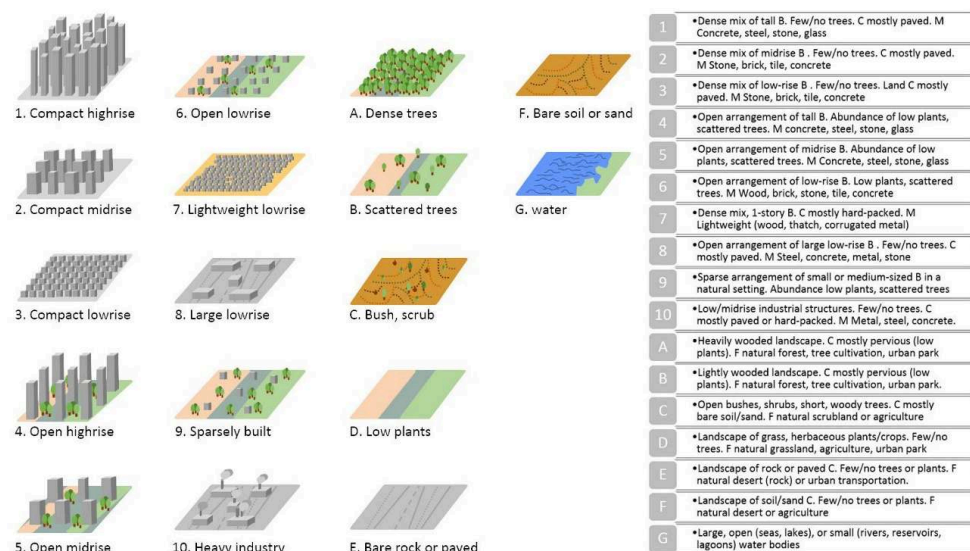 1. Compact highrise
6. Open lowrise
A. Dense trees
F. Bare soil or sand
2. Compact midrise
7. Lightweight lowrise
B. Scattered trees
G. water
3. Compact lowrise
8. Large lowrise
C. Bush, scrub
4. Open highrise
9. Sparsely built
D. Low plants
5. Open midrise
10. Heavy industry
E. Bare rock or paved
1
•Dense mix of tall B. Few/no trees. C mostly paved. M
Concrete, steel, stone, glass
2
•Dense mix of midrise B . Few/no trees. C mostly paved.
M Stone, brick, tile, concrete
3
•Dense mix of low-rise B . Few/no trees. Land C mostly
paved. M Stone, brick, tile, concrete
4
•Open arrangement of tall B. Abundance of low plants,
scattered trees. M concrete, steel, stone, glass
5
•Open arrangement of midrise B. Abundance of low
plants, scattered trees. M Concrete, steel, stone, glass
6
•Open arrangement of low-rise B. Low plants, scattered
trees. M Wood, brick, stone, tile, concrete
7
•Dense mix, 1-story B. C mostly hard-packed. M
Lightweight (wood, thatch, corrugated metal)
8
•Open arrangement of large low-rise B . Few/no trees. C
mostly paved. M Steel, concrete, metal, stone
9
•Sparse arrangement of small or medium-sized B in a
natural setting. Abundance low plants, scattered trees
10
•Low/midrise industrial structures. Few/no trees. C
mostly paved or hard-packed. M Metal, steel, concrete.
A
•Heavily wooded landscape. C mostly pervious (low
plants). F natural forest, tree cultivation, urban park
B
•Lightly wooded landscape. C mostly pervious (low
plants). F natural forest, tree cultivation, urban park.
C
•Open bushes, shrubs, short, woody trees. C mostly
bare soil/sand. F natural scrubland or agriculture
D
•Landscape of grass, herbaceous plants/crops. Few/no
trees. F natural grassland, agriculture, urban park
E
•Landscape of rock or paved C. Few/no trees or plants. F
natural desert (rock) or urban transportation.
F
•Landscape of soil/sand C. Few/no trees or plants. F
natural desert or agriculture
G
•Large, open (seas, lakes), or small (rivers, reservoirs,
lagoons) water bodies